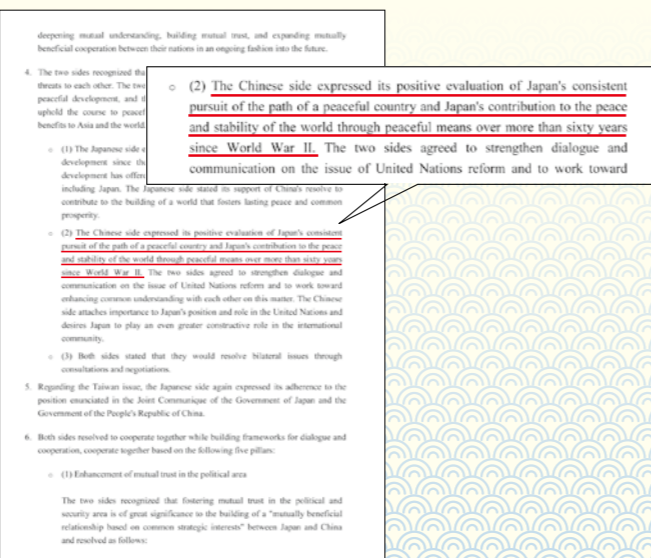 deepening mutual understanding, building mutual trust, and expanding mutually
beneficial cooperation between their nations in an ongoing fashion into the future.
4. The two sides recognized tha
threats to each other. The two
peaceful development, and t
uphold the course to peacef
benefits to Asia and the world
○ (1) The Japanese side e
development since th
development has offer
including Japan. The Japanese side stated its support of China's resolve to
contribute to the building of a world that fosters lasting peace and common
prosperity.
○ (2) The Chinese side expressed its positive evaluation of Japan's consistent
pursuit of the path of a peaceful country and Japan's contribution to the peace
and stability of the world through peaceful means over more than sixty years
since World War II. The two sides agreed to strengthen dialogue and
communication on the issue of United Nations reform and to work toward
○ (2) The Chinese side expressed its positive evaluation of Japan's consistent
pursuit of the path of a peaceful country and Japan's contribution to the peace
and stability of the world through peaceful means over more than sixty years
since World War II. The two sides agreed to strengthen dialogue and
communication on the issue of United Nations reform and to work toward
enhancing common understanding with each other on this matter. The Chinese
side attaches importance to Japan's position and role in the United Nations and
desires Japan to play an even greater constructive role in the international
community.
○ (3) Both sides stated that they would resolve bilateral issues through
consultations and negotiations.
5. Regarding the Taiwan issue, the Japanese side again expressed its adherence to the
position enunciated in the Joint Communique of the Government of Japan and the
Government of the People's Republic of China.
6. Both sides resolved to cooperate together while building frameworks for dialogue and
cooperation, cooperate together based on the following five pillars:
○ (1) Enhancement of mutual trust in the political area
The two sides recognized that fostering mutual trust in the political and
security area is of great significance to the building of a "mutually beneficial
relationship based on common strategic interests" between Japan and China
and resolved as follows: